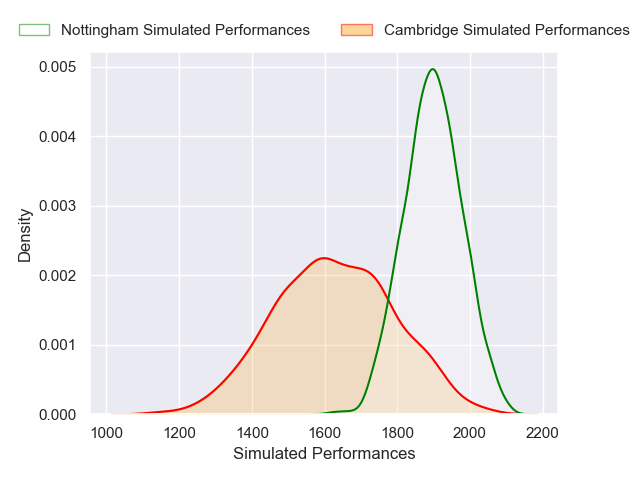 Nottingham Simulated Performances Cambridge Simulated Performances
0.005
0.004
0.003
0.002
0.001
0.000
Density
1000 1200 1400 1600 1800 2000 2200
Simulated Performances